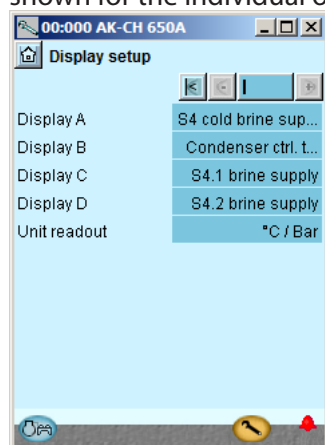 shown for the individual o
00:000 AK-CH 650A
Display setup
Display A S4 cold brine sup...
Display B Condenser ctrl. t...
Display C S4.1 brine supply
Display D S4.2 brine supply
Unit readout °C / Bar